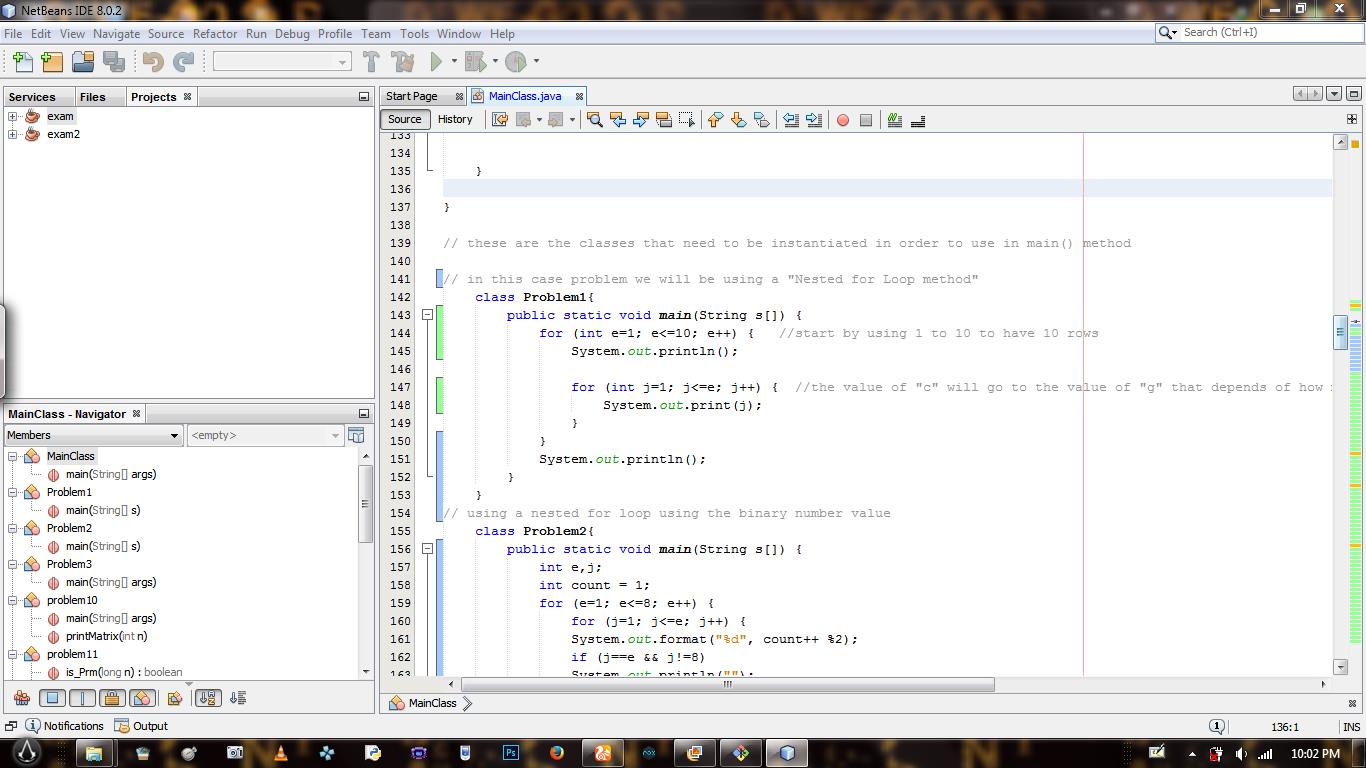 NetBeans IDE 8.0.2
File Edit View Navigate Source Refactor Run Debug Profile Team Tools Window Help
Search (Ctrl+I)
Services Files Projects
exam
exam2
MainClass - Navigator
Members <empty>
MainClass
main(String[] args)
Problem1
main(String[] s)
Problem2
main(String[] s)
Problem3
main(String[] args)
problem10
main(String[] args)
printMatrix(int n)
problem11
is_Prm(long n) : boolean
Start Page MainClass.java
Source History
133
134
135 }
136
137 }
138
139 // these are the classes that need to be instantiated in order to use in main() method
140
141 // in this case problem we will be using a "Nested for Loop method"
142 class Problem1{
143 public static void main(String s[]) {
144 for (int e=1; e<=10; e++) { //start by using 1 to 10 to have 10 rows
145 System.out.println();
146
147 for (int j=1; j<=e; j++) { //the value of "c" will go to the value of "g" that depends of how
148 System.out.print(j);
149 }
150 }
151 System.out.println();
152 }
153 }
154 // using a nested for loop using the binary number value
155 class Problem2{
156 public static void main(String s[]) {
157 int e,j;
158 int count = 1;
159 for (e=1; e<=8; e++) {
160 for (j=1; j<=e; j++) {
161 System.out.format("%d", count++ %2);
162 if (j==e && j!=8)
163 System.out.println("");
MainClass
Notifications Output
1 136:1 INS
Ps
10:02 PM